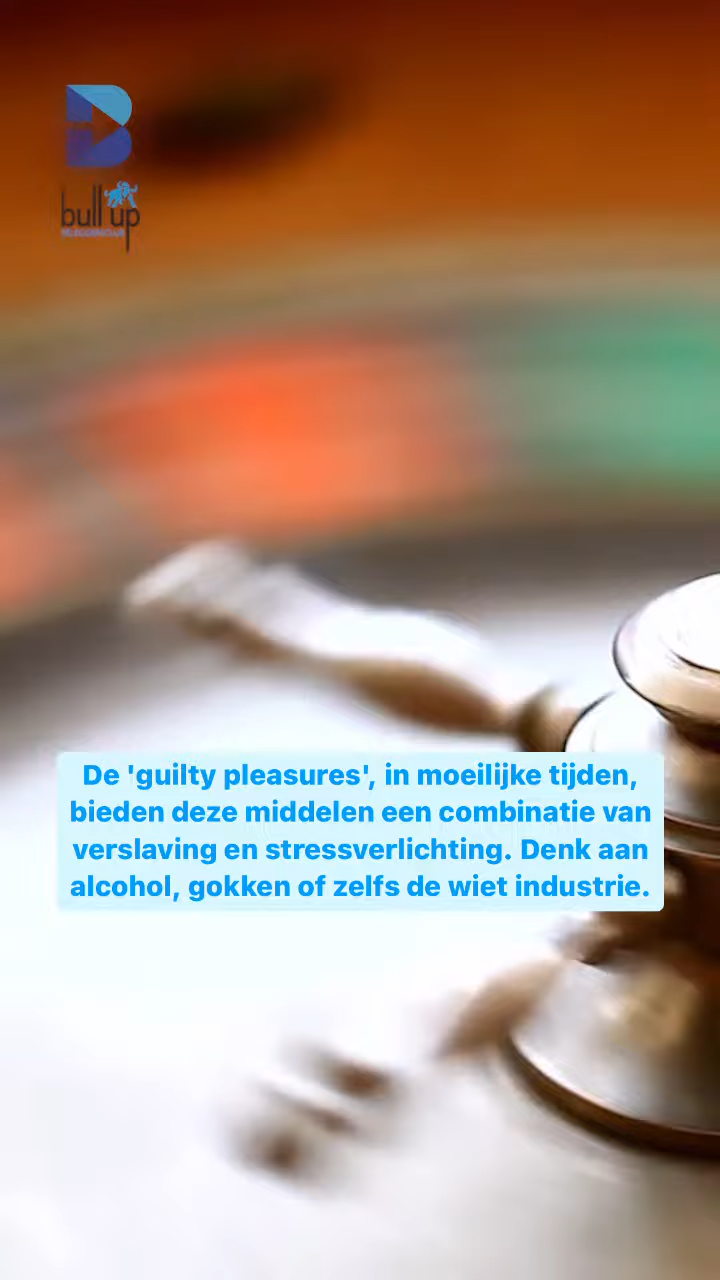 bull up
De 'guilty pleasures', in moeilijke tijden,
bieden deze middelen een combinatie van
verslaving en stressverlichting. Denk aan
alcohol, gokken of zelfs de wiet industrie.